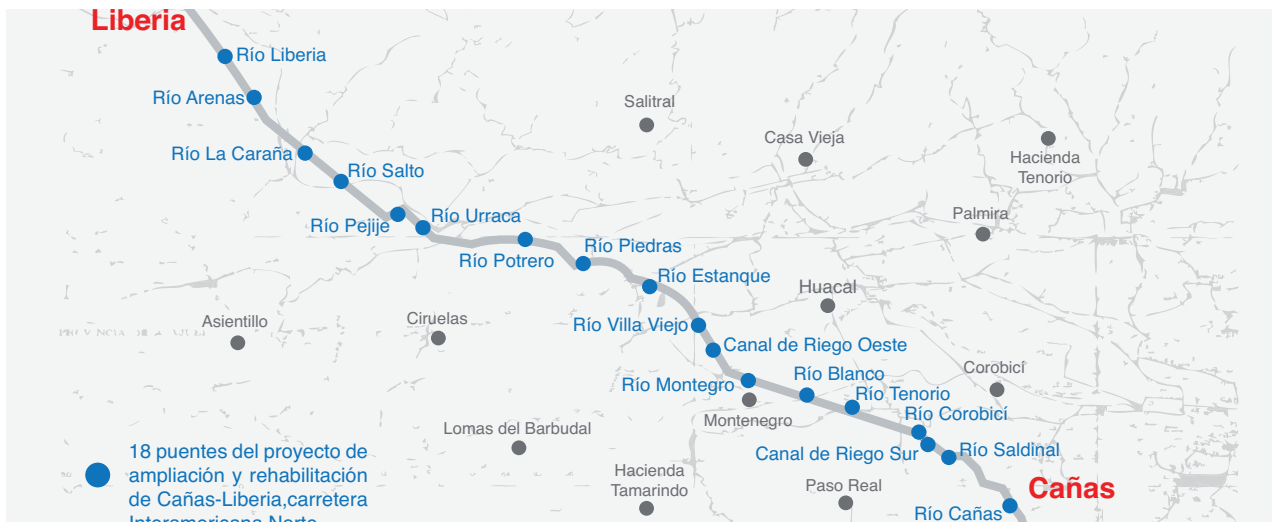 Liberia
Río Liberia
Río Arenas
Salitral
Casa Vieja
Hacienda
Tenorio
Río La Caraña
Río Salto
Palmira
Río Pejije
Río Urraca
Río Potrero
Río Piedras
Río Estanque
Huacal
Asientillo
Ciruelas
Río Villa Viejo
Canal de Riego Oeste
Río Montegro
Río Blanco
Corobicí
Río Tenorio
Montenegro
Río Corobicí
Lomas del Barbudal
Canal de Riego Sur
Río Saldinal
Hacienda
Tamarindo
Paso Real
Cañas
Río Cañas
18 puentes del proyecto de
ampliación y rehabilitación
de Cañas-Liberia,carretera
Interamericana Norte